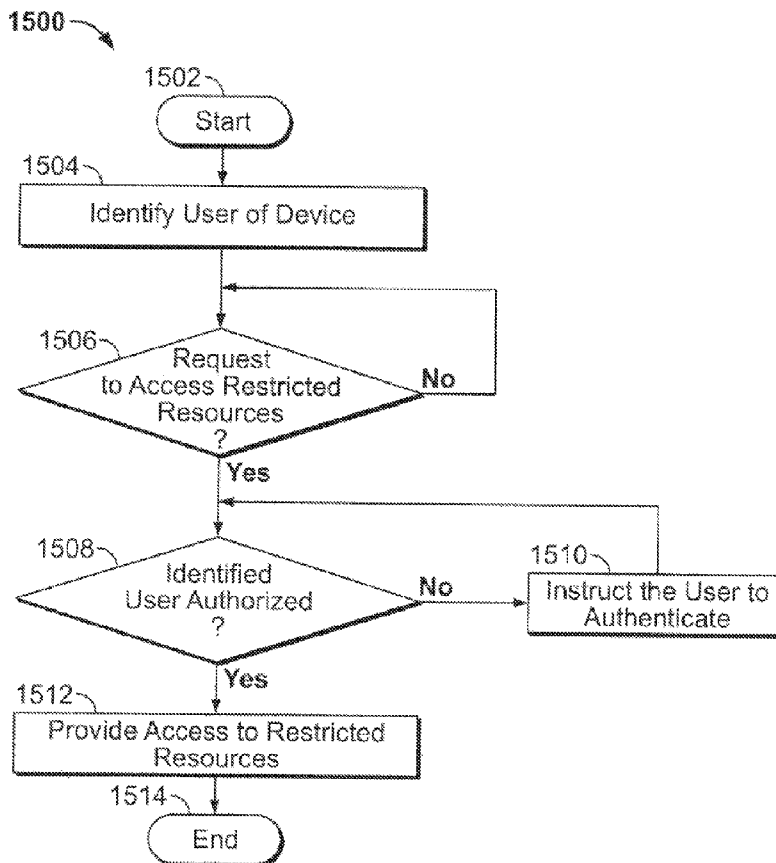 1500
1502
Start
1504
Identify User of Device
1506
Request
to Access Restricted
Resources
?
No
Yes
1508
Identified
User Authorized
?
No
1510
Instruct the User to
Authenticate
Yes
1512
Provide Access to Restricted
Resources
1514
End